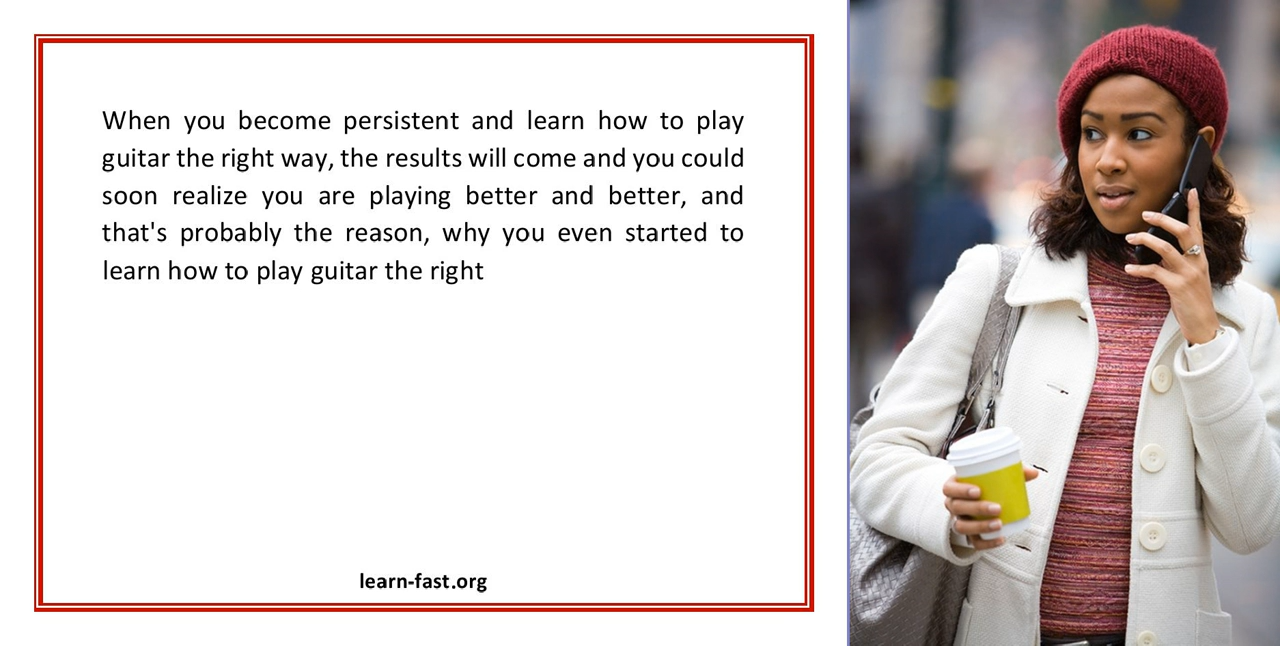 When you become persistent and learn how to play
guitar the right way, the results will come and you could
soon realize you are playing better and better, and
that's probably the reason, why you even started to
learn how to play guitar the right
learn-fast.org